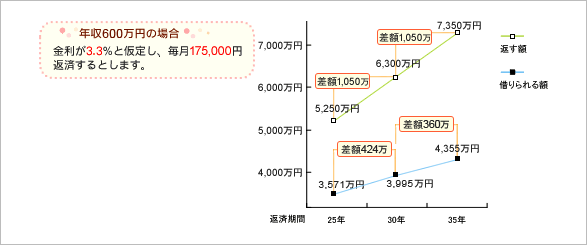 年収600万円の場合
金利が3.3%と仮定し、毎月175,000円
返済するとします。
7,350万円
差額1,050万
7,000万円
6,300万円
返す額
差額1,050万
6,000万円
借りられる額
5,250万円
5,000万円
差額360万
差額424万
4,355万円
4,000万円
3,571万円
3,995万円
返済期間
25年
30年
35年